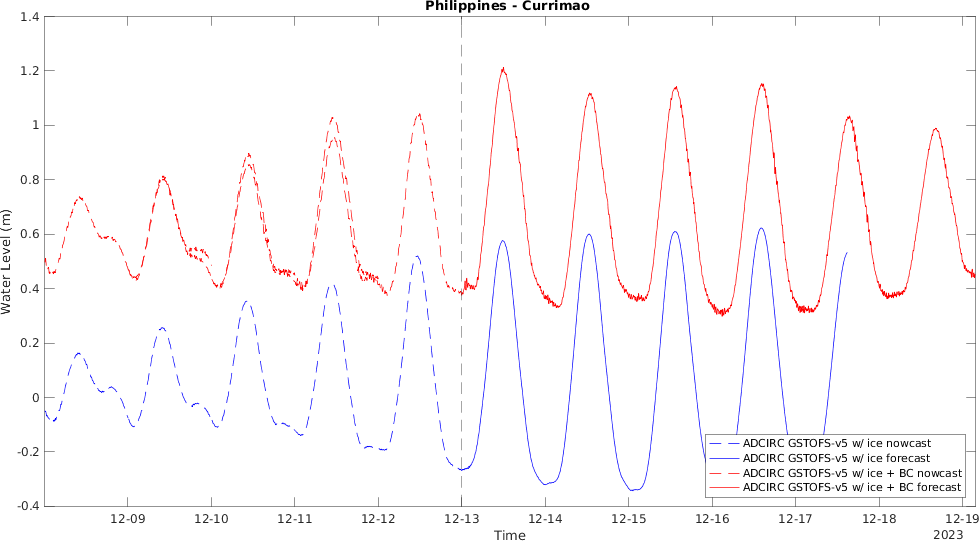 Philippines - Currimao
1.4
1.2
1
0.8
0.6
0.4
0.2
0
-0.2
-0.4
Water Level (m)
ADCIRC GSTOFS-v5 w/ ice nowcast
ADCIRC GSTOFS-v5 w/ ice forecast
ADCIRC GSTOFS-v5 w/ ice + BC nowcast
ADCIRC GSTOFS-v5 w/ ice + BC forecast
12-09 12-10 12-11 12-12 12-13 12-14 12-15 12-16 12-17 12-18 12-19
Time
2023